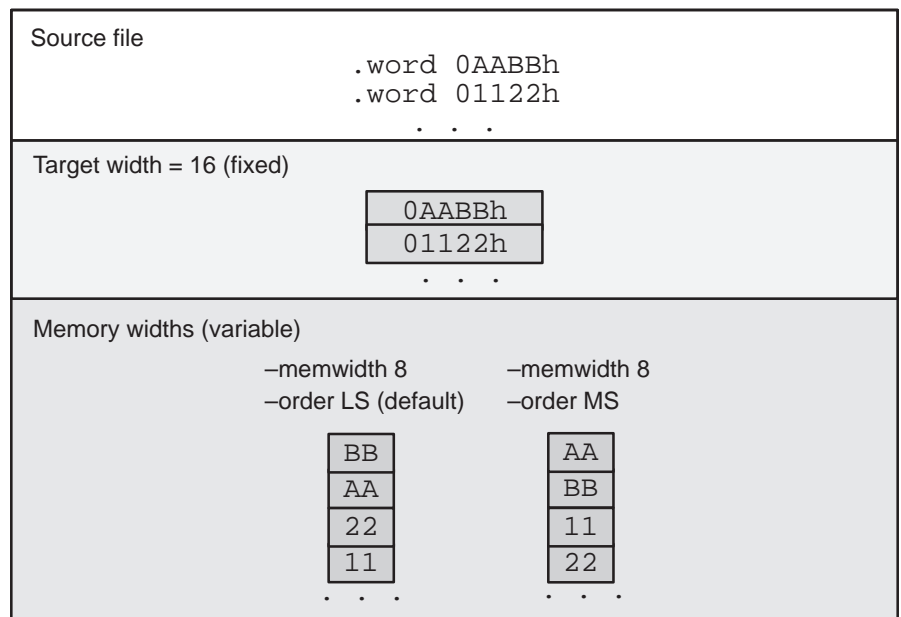 Source file
.word 0AABBh
.word 01122h
. . .
Target width = 16 (fixed)
0AABBh
01122h
. . .
Memory widths (variable)
–memwidth 8
–order LS (default)
BB
AA
22
11
. . .
–memwidth 8
–order MS
AA
BB
11
22
. . .